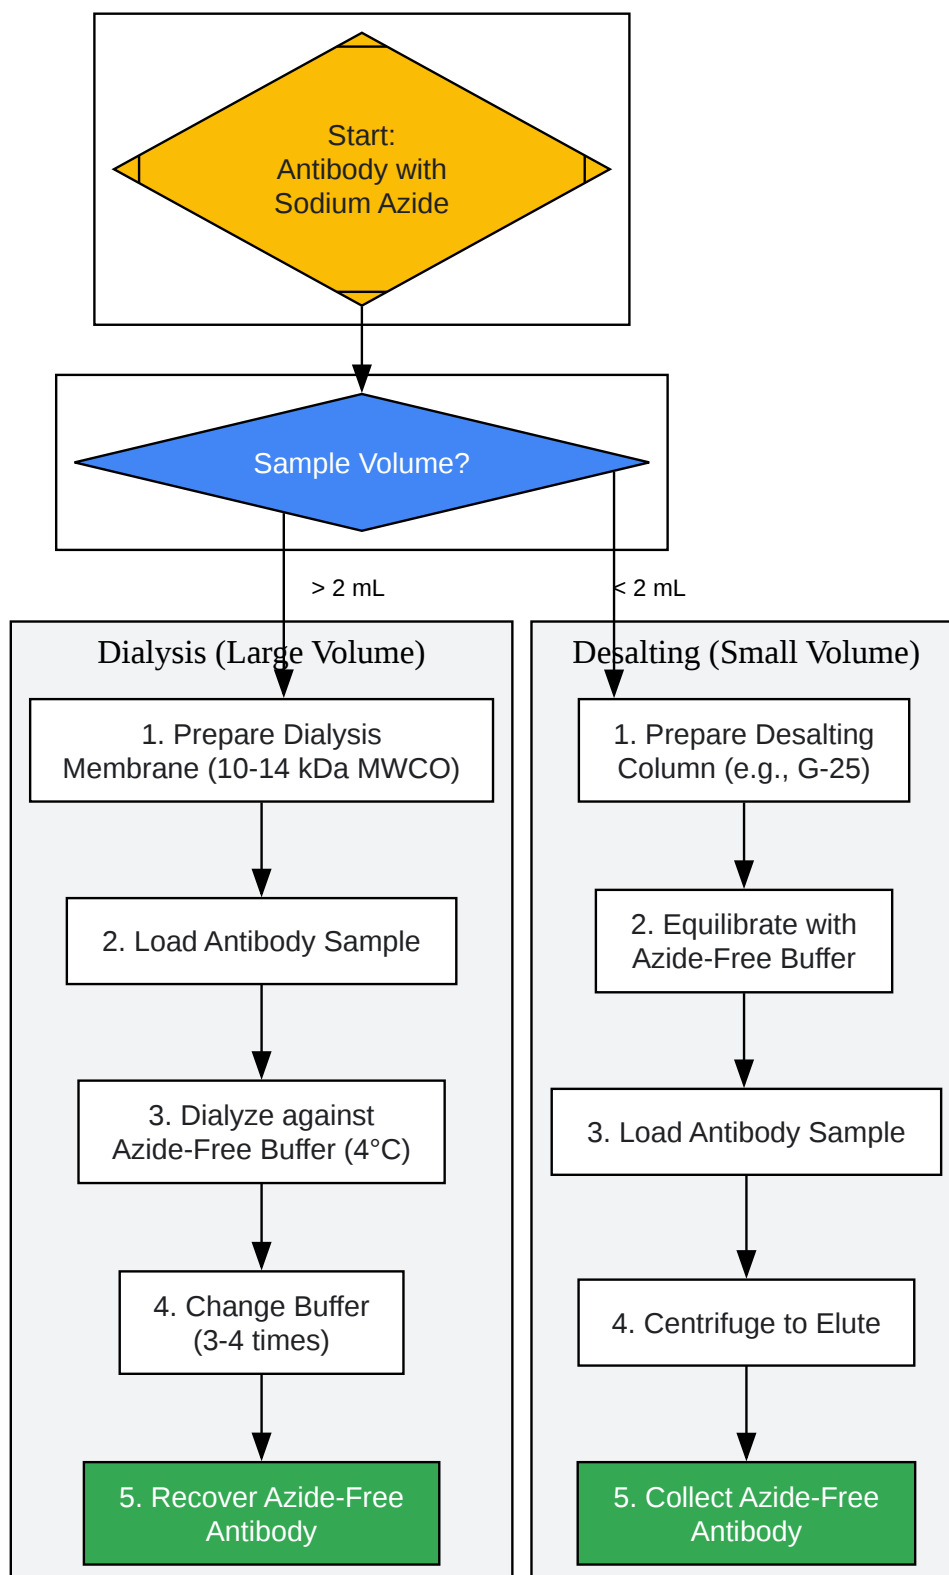 Start:
Antibody with
Sodium Azide
Sample Volume?
> 2 mL
< 2 mL
Dialysis (Large Volume)
1. Prepare Dialysis
Membrane (10-14 kDa MWCO)
2. Load Antibody Sample
3. Dialyze against
Azide-Free Buffer (4°C)
4. Change Buffer
(3-4 times)
5. Recover Azide-Free
Antibody
Desalting (Small Volume)
1. Prepare Desalting
Column (e.g., G-25)
2. Equilibrate with
Azide-Free Buffer
3. Load Antibody Sample
4. Centrifuge to Elute
5. Collect Azide-Free
Antibody